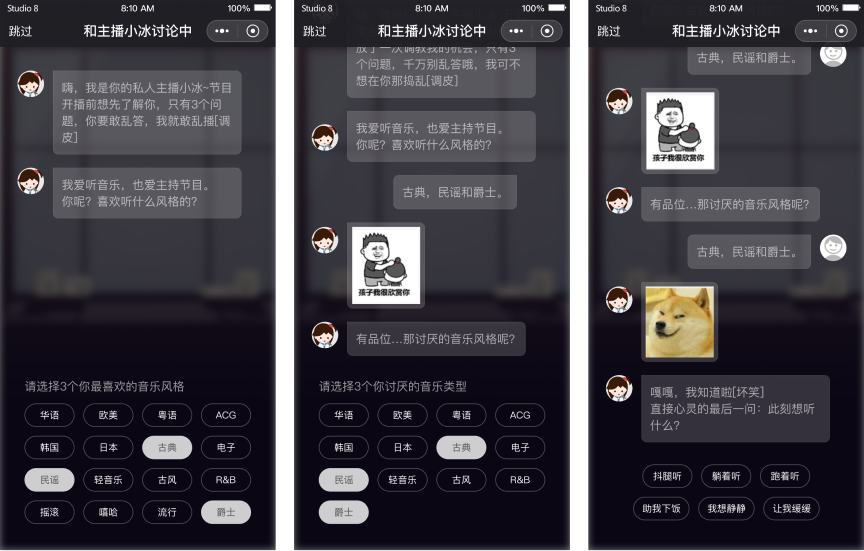 Studio 8
8:10 AM
100%
跳过
和主播小冰讨论中
嗨，我是你的私人主播小冰~节目
开播前想先了解你，只有3个问
题，你要敢乱答，我就敢乱播[调
皮]
我爱听音乐，也爱主持节目。
你呢？喜欢听什么风格的？
请选择3个你最喜欢的音乐风格
华语 欧美 粤语 ACG
韩国 日本 古典 电子
民谣 轻音乐 古风 R&B
摇滚 嘻哈 流行 爵士
Studio 8
8:10 AM
100%
跳过
和主播小冰讨论中
放了一次调教我的机会，只有3
个问题，千万别乱答哦，我可不
想在你那捣乱[调皮]
我爱听音乐，也爱主持节目。
你呢？喜欢听什么风格的？
古典，民谣和爵士。
孩子我很欣赏你
有品位...那讨厌的音乐风格呢？
请选择3个你讨厌的音乐类型
华语 欧美 粤语 ACG
韩国 日本 古典 电子
民谣 轻音乐 古风 R&B
爵士
Studio 8
8:10 AM
100%
跳过
和主播小冰讨论中
古典，民谣和爵士。
孩子我很欣赏你
有品位...那讨厌的音乐风格呢？
古典，民谣和爵士。
嘎嘎，我知道啦[坏笑]
直接心灵的最后一问：此刻想听
什么？
抖腿听 躺着听 跑着听
助我下饭 我想静静 让我缓缓